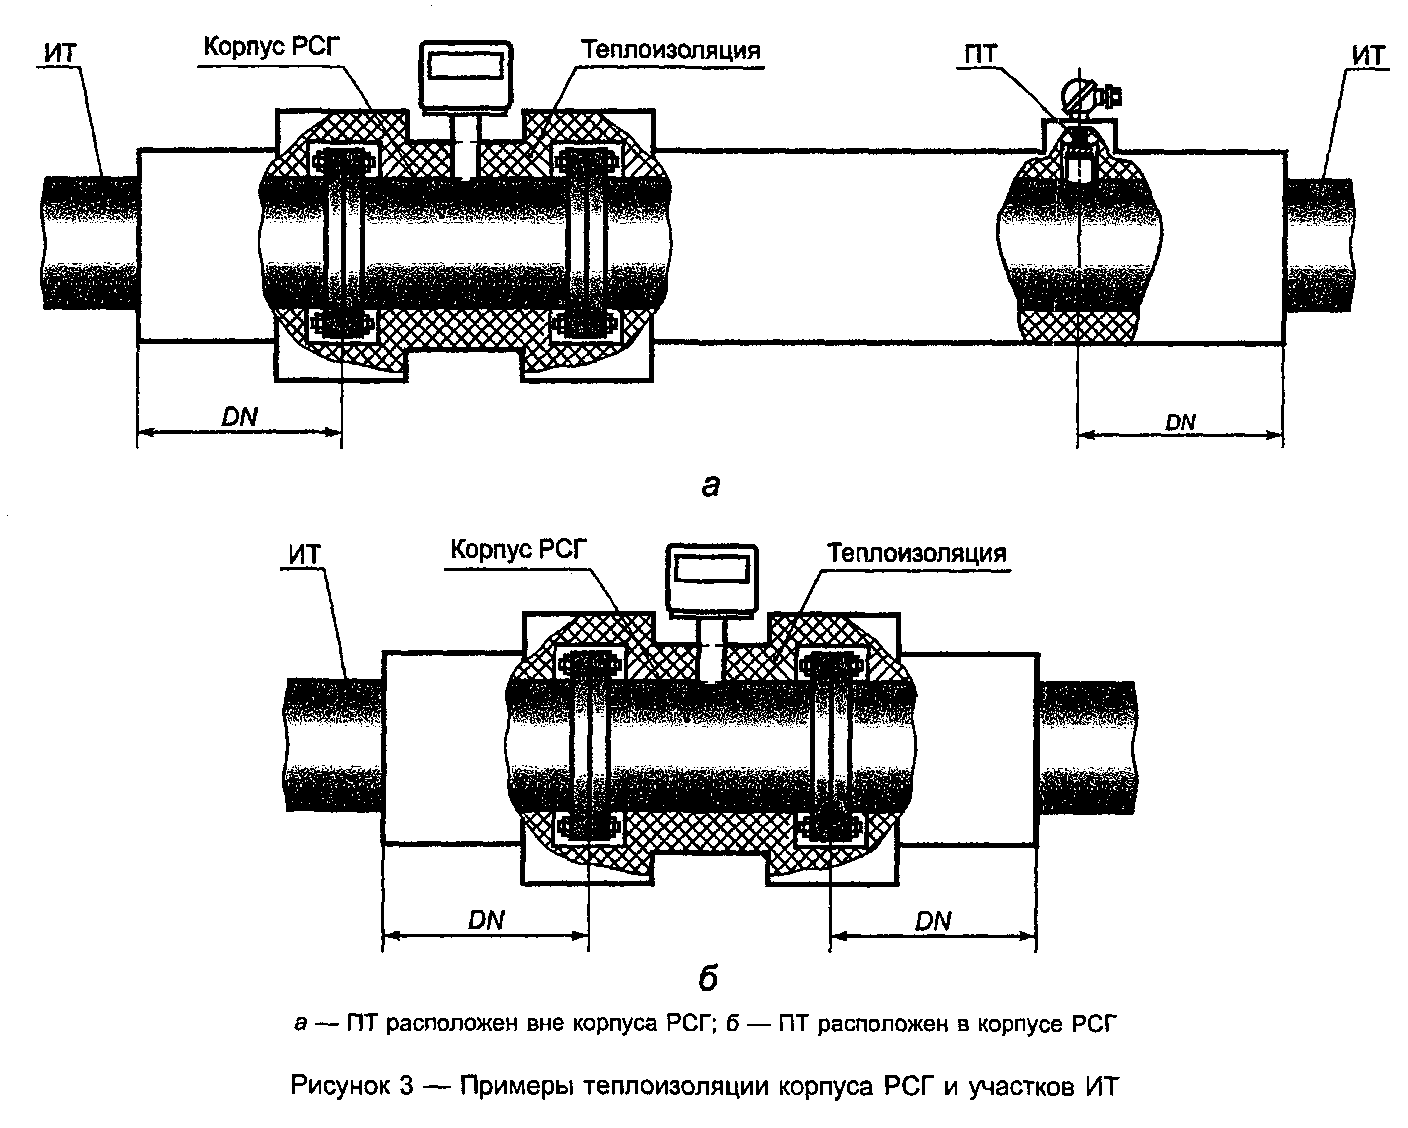 ИТ
Корпус РСГ
Теплоизоляция
ПТ
ИТ
DN
DN
а
ИТ
Корпус РСГ
Теплоизоляция
DN
DN
б
а — ПТ расположен вне корпуса РСГ; б — ПТ расположен в корпусе РСГ
Рисунок 3 — Примеры теплоизоляции корпуса РСГ и участков ИТ